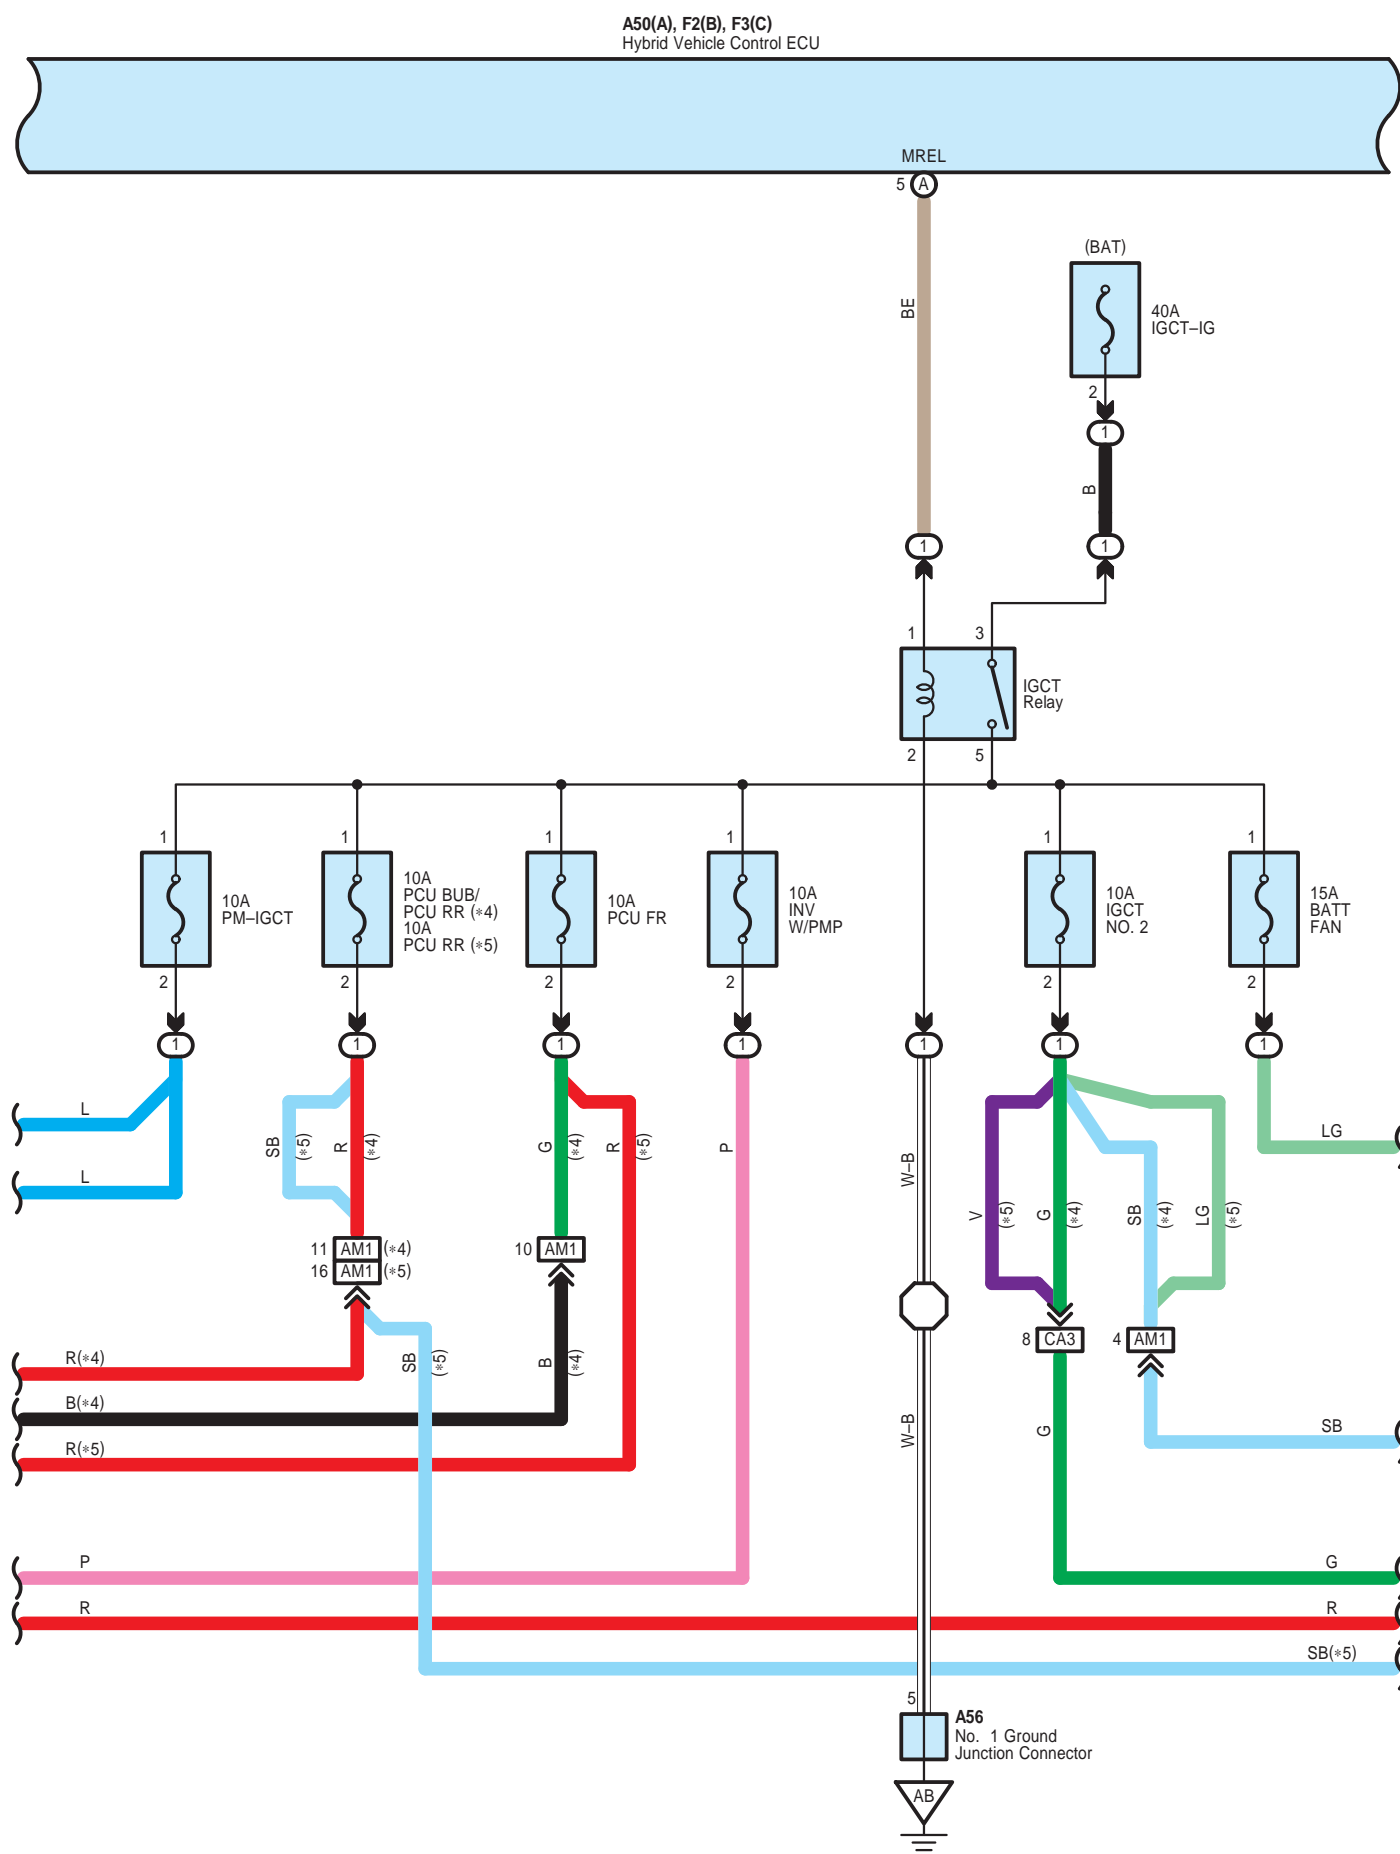 A50(A), F2(B), F3(C)
Hybrid Vehicle Control ECU
MREL
5 A
(BAT)
BE
40A
IGCT–IG
2
1
B
1
1
1
3
IGCT
Relay
2
5
1
1
1
1
1
1
10A
PM–IGCT
10A
PCU BUB/
PCU RR (*4)
10A
PCU RR (*5)
10A
PCU FR
10A
INV
W/PMP
10A
IGCT
NO. 2
15A
BATT
FAN
2
2
2
2
2
2
1
1
1
1
1
1
1
L
L
SB
(*5)
R
(*4)
G
(*4)
R
(*5)
P
W–B
V
(*5)
G
(*4)
SB
(*4)
LG
(*5)
LG
11 AM1 (*4)
16 AM1 (*5)
10 AM1
8 CA3
4 AM1
R(*4)
SB
(*5)
B
(*4)
B(*4)
R(*5)
W–B
G
SB
P
G
R
R
SB(*5)
5
A56
No. 1 Ground
Junction Connector
AB